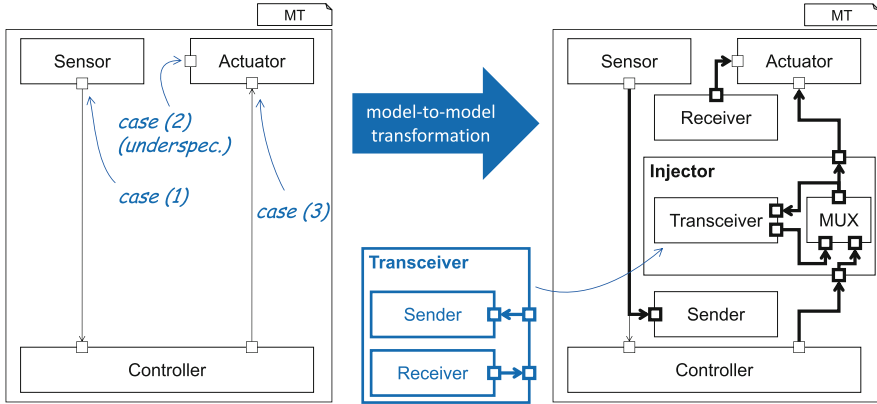 MT
Sensor
Actuator
case (2)
(underspec.)
case (1)
case (3)
Controller
model-to-model
transformation
Transceiver
Sender
Receiver
MT
Sensor
Actuator
Receiver
Injector
Transceiver
MUX
Sender
Controller